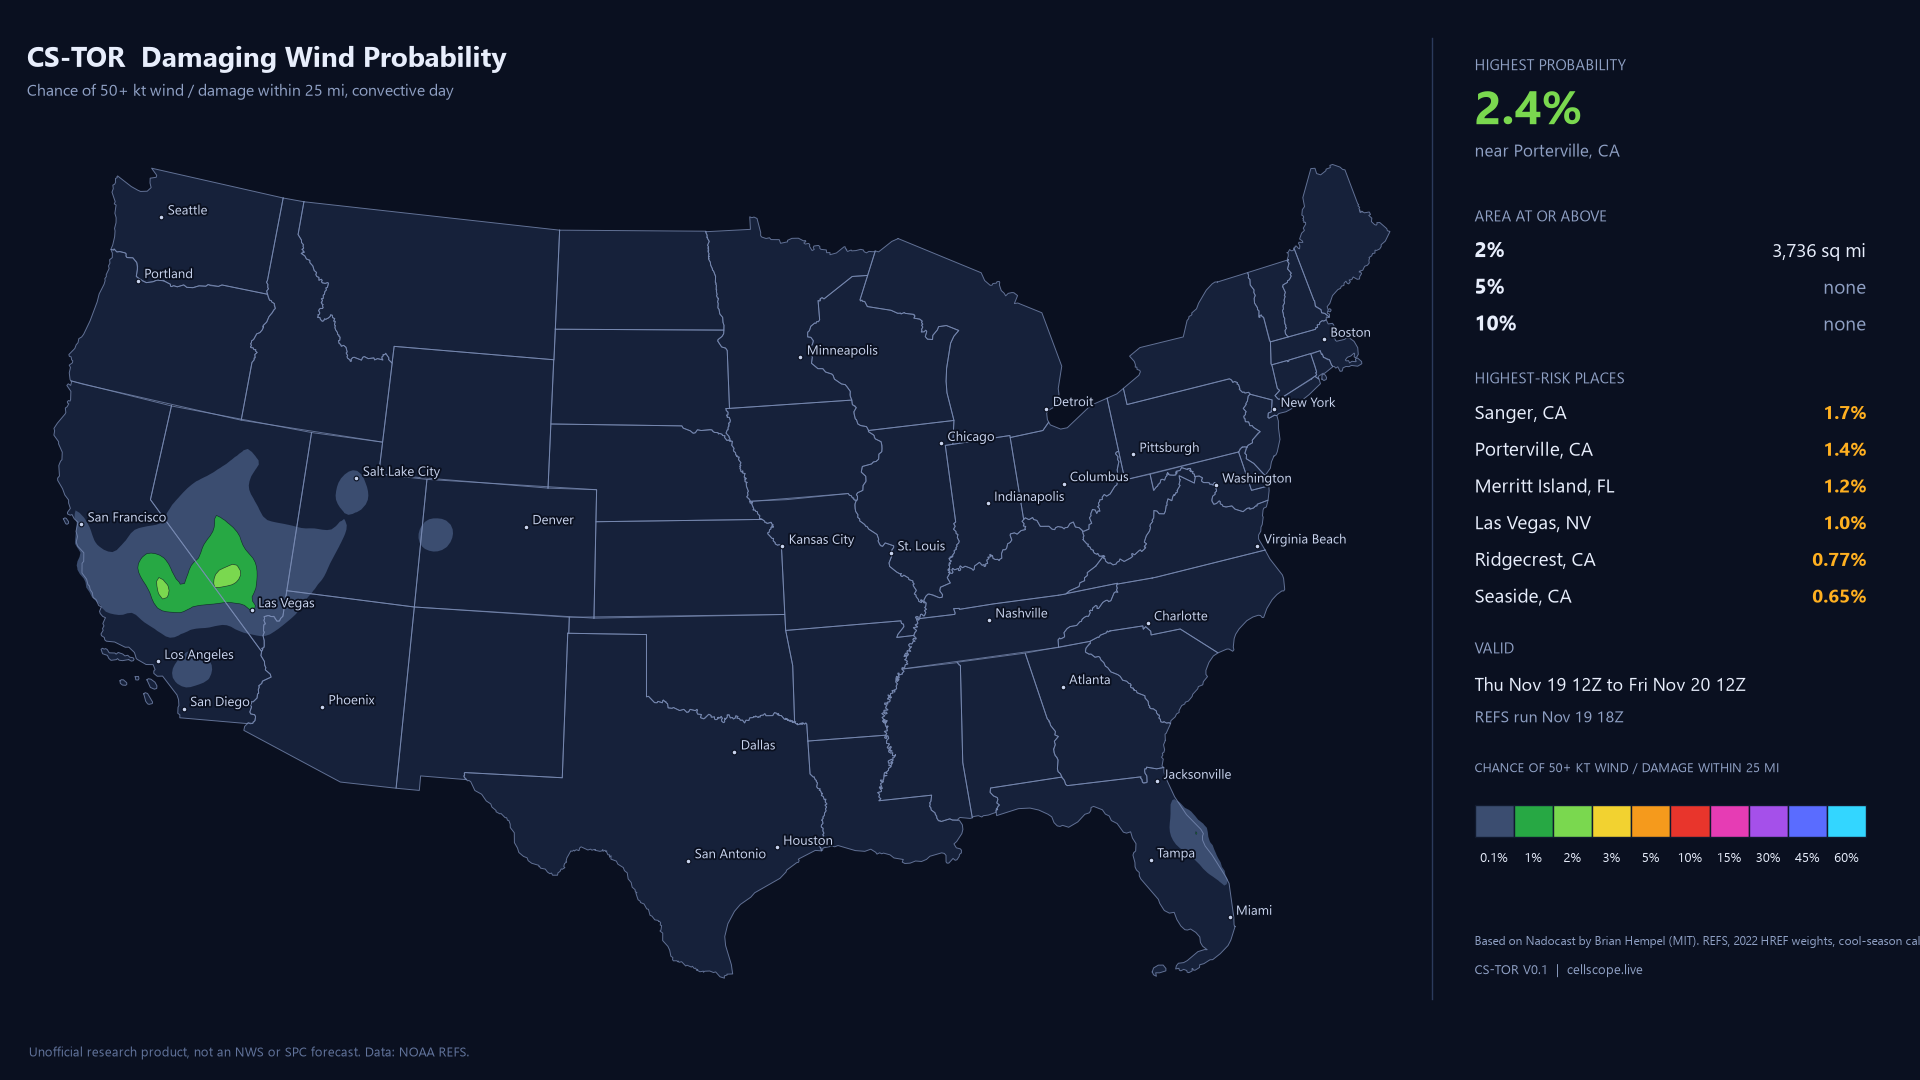 CS-TOR  Damaging Wind Probability
Chance of 50+ kt wind / damage within 25 mi, convective day
Seattle
Portland
San Francisco
Salt Lake City
Las Vegas
Los Angeles
San Diego
Phoenix
Denver
Minneapolis
Kansas City
St. Louis
Chicago
Detroit
Indianapolis
Columbus
Pittsburgh
Boston
New York
Washington
Virginia Beach
Nashville
Charlotte
Atlanta
Dallas
Houston
San Antonio
Jacksonville
Tampa
Miami
HIGHEST PROBABILITY
2.4%
near Porterville, CA
AREA AT OR ABOVE
2% 3,736 sq mi
5% none
10% none
HIGHEST-RISK PLACES
Sanger, CA 1.7%
Porterville, CA 1.4%
Merritt Island, FL 1.2%
Las Vegas, NV 1.0%
Ridgecrest, CA 0.77%
Seaside, CA 0.65%
VALID
Thu Nov 19 12Z to Fri Nov 20 12Z
REFS run Nov 19 18Z
CHANCE OF 50+ KT WIND / DAMAGE WITHIN 25 MI
0.1% 1% 2% 3% 5% 10% 15% 30% 45% 60%
Based on Nadocast by Brian Hempel (MIT). REFS, 2022 HREF weights, cool-season cal
CS-TOR V0.1 | cellscope.live
Unofficial research product, not an NWS or SPC forecast. Data: NOAA REFS.